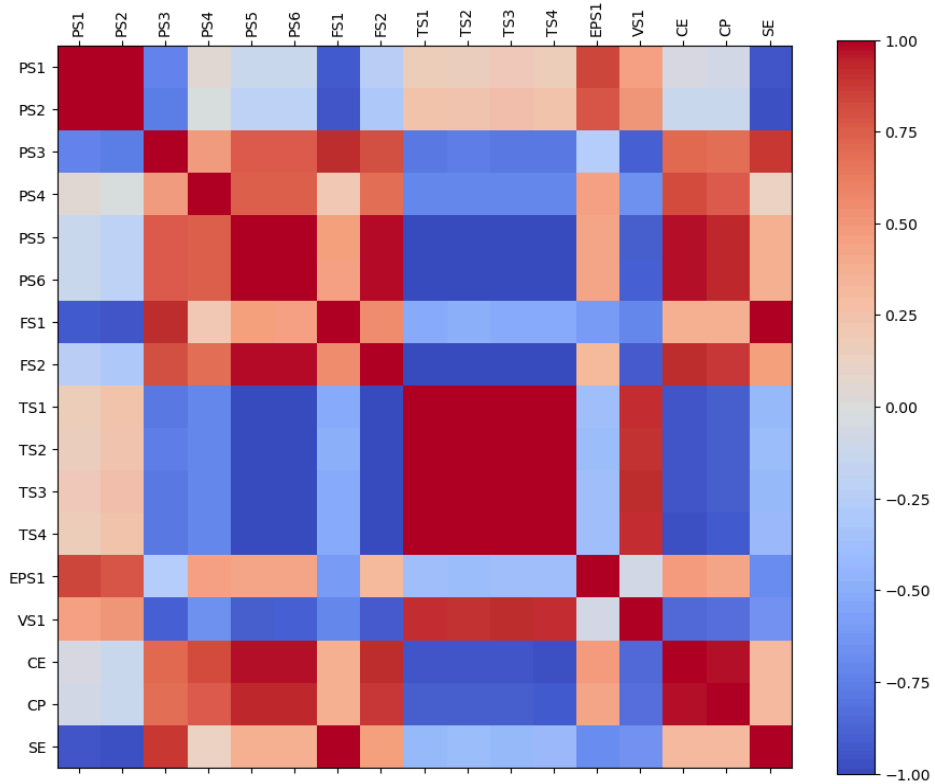 PS1 PS2 PS3 PS4 PS5 PS6 FS1 FS2 TS1 TS2 TS3 TS4 EPS1 VS1 CE CP SE
PS1
PS2
PS3
PS4
PS5
PS6
FS1
FS2
TS1
TS2
TS3
TS4
EPS1
VS1
CE
CP
SE
1.00
0.75
0.50
0.25
0.00
−0.25
−0.50
−0.75
−1.00